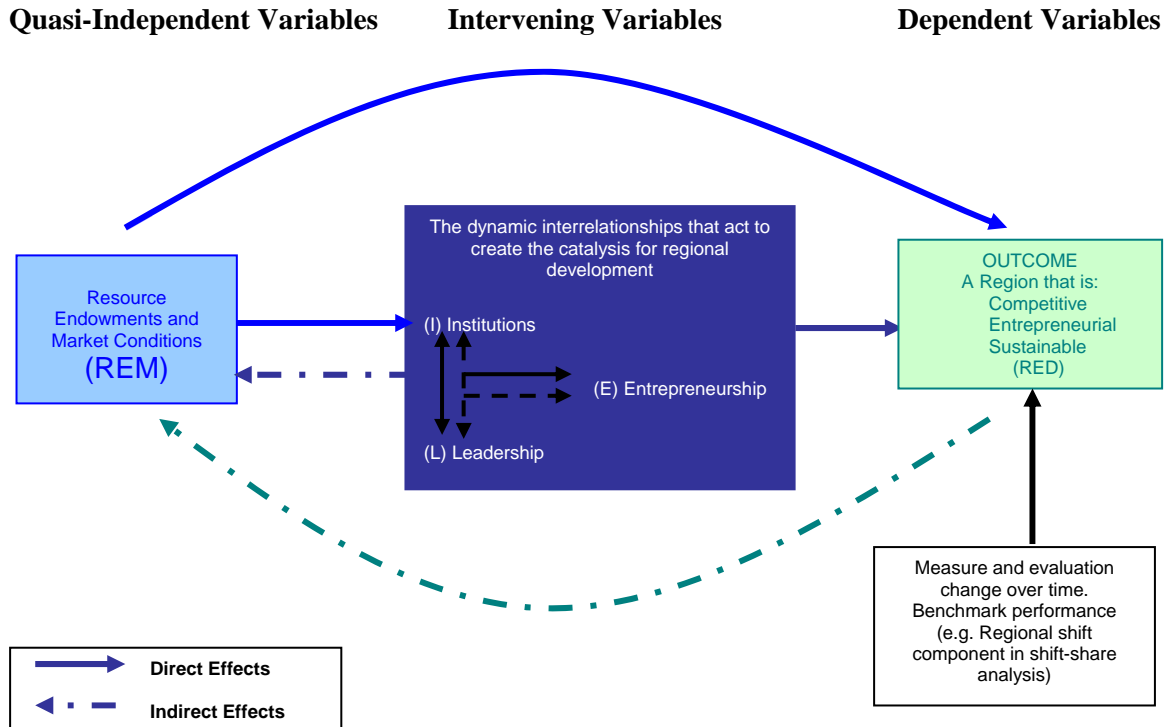 Quasi-Independent Variables
Intervening Variables
Dependent Variables
Resource
Endowments and
Market Conditions
(REM)
The dynamic interrelationships that act to
create the catalysis for regional
development
(I) Institutions
(E) Entrepreneurship
(L) Leadership
OUTCOME
A Region that is:
Competitive
Entrepreneurial
Sustainable
(RED)
Measure and evaluation
change over time.
Benchmark performance
(e.g. Regional shift
component in shift-share
analysis)
Direct Effects
Indirect Effects